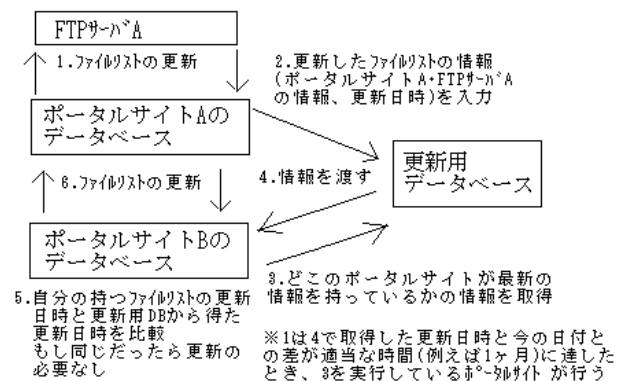 FTPｻｰﾊﾞA
1.ﾌｧｲﾙﾘｽﾄの更新
2.更新したﾌｧｲﾙﾘｽﾄの情報
(ポータルサイトA･FTPｻｰﾊﾞA
の情報、更新日時)を入力
ポータルサイトAの
データベース
更新用
データベース
6.ﾌｧｲﾙﾘｽﾄの更新
4.情報を渡す
ポータルサイトBの
データベース
3.どこのポータルサイトが最新の
情報を持っているかの情報を取得
5.自分の持つﾌｧｲﾙﾘｽﾄの更新
日時と更新用DBから得た
更新日時を比較
もし同じだったら更新の
必要なし
※1は4で取得した更新日時と今の日付と
の差が適当な時間(例えば1ヶ月)に達した
とき、3を実行しているﾎﾟｰﾀﾙｻｲﾄ が行う